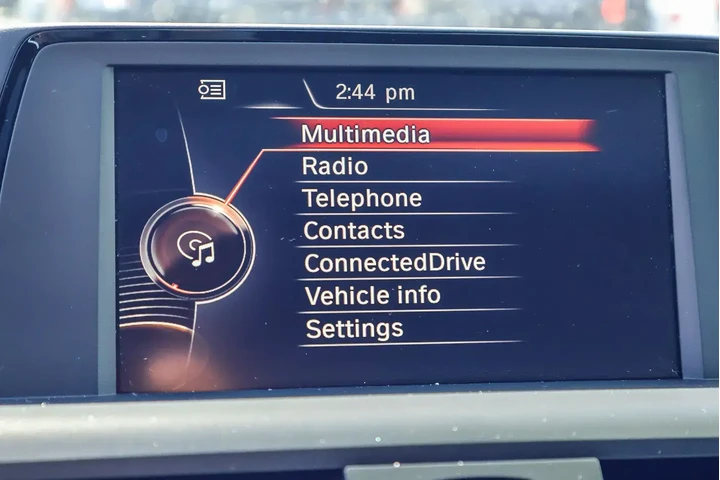 2:44 pm
Multimedia
Radio
Telephone
Contacts
ConnectedDrive
Vehicle info
Settings